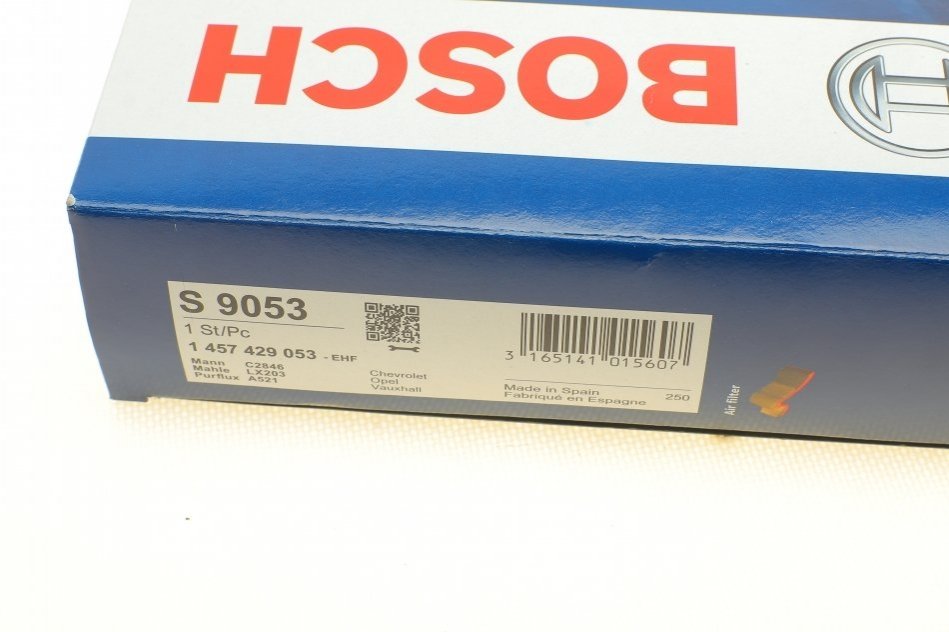 BOSCH
S 9053
1 St/Pc
1 457 429 053 - EHF
Mann C2846
Mahle LX203
Purflux A521
Chevrolet
Opel
Vauxhall
3 165141 015607
Made in Spain
Fabriqué en Espagne 250
Air filter